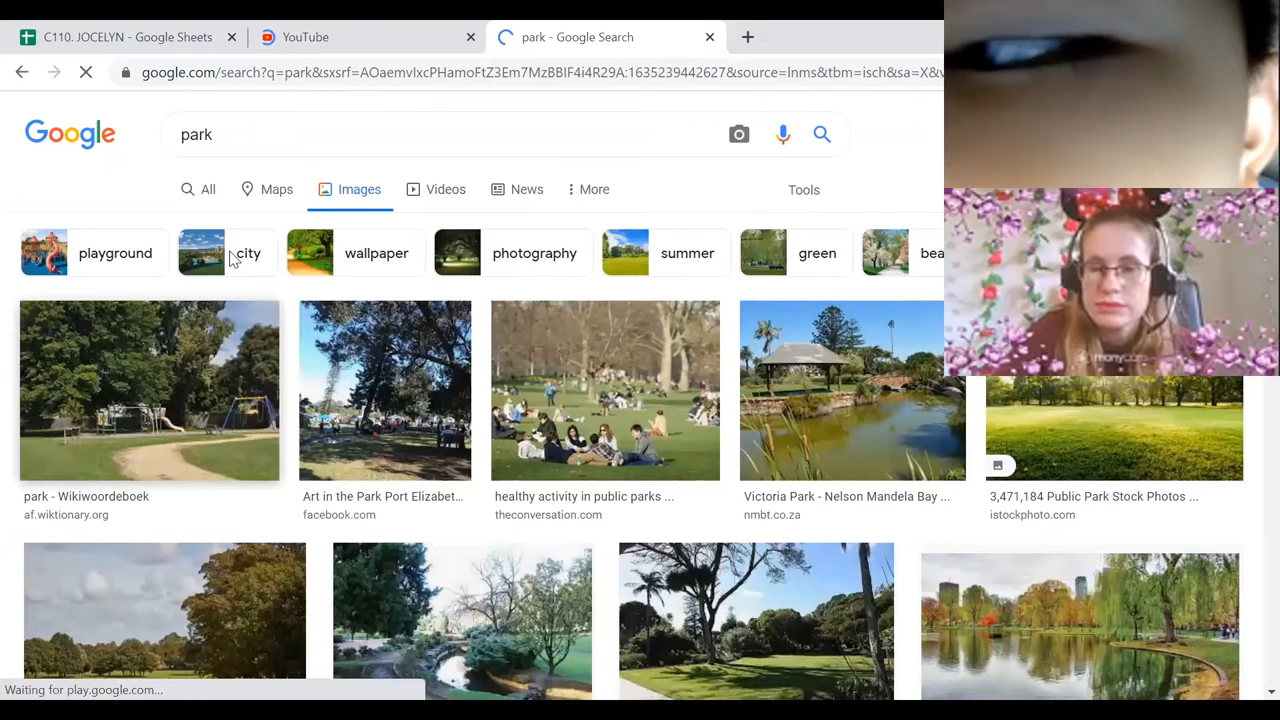 C110. JOCELYN - Google Sheets
YouTube
park - Google Search
google.com/search?q=park&sxsrf=AOaemvIxcPHamoFtZ3Em7MzBBIF4i4R29A:1635239442627&source=lnms&tbm=isch&sa=X&v
Google
park
All
Maps
Images
Videos
News
More
Tools
playground
city
wallpaper
photography
summer
green
bea
manycam
park - Wikiwoordeboek
af.wiktionary.org
Art in the Park Port Elizabet...
facebook.com
healthy activity in public parks ...
theconversation.com
Victoria Park - Nelson Mandela Bay ...
nmbt.co.za
3,471,184 Public Park Stock Photos ...
istockphoto.com
Waiting for play.google.com...